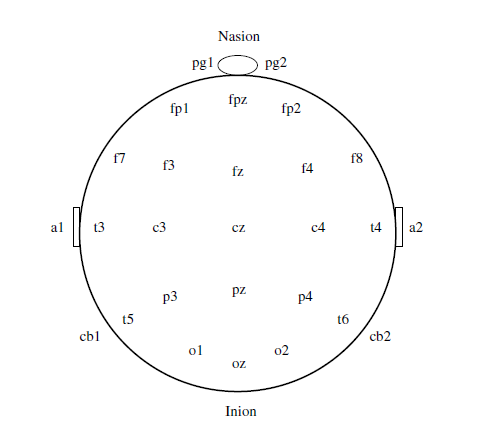 Nasion
pg1 pg2
fp1 fpz fp2
f7 f3 fz f4 f8
a1 t3 c3 cz c4 t4 a2
p3 pz p4
t5 t6
cb1 cb2
o1 oz o2
Inion